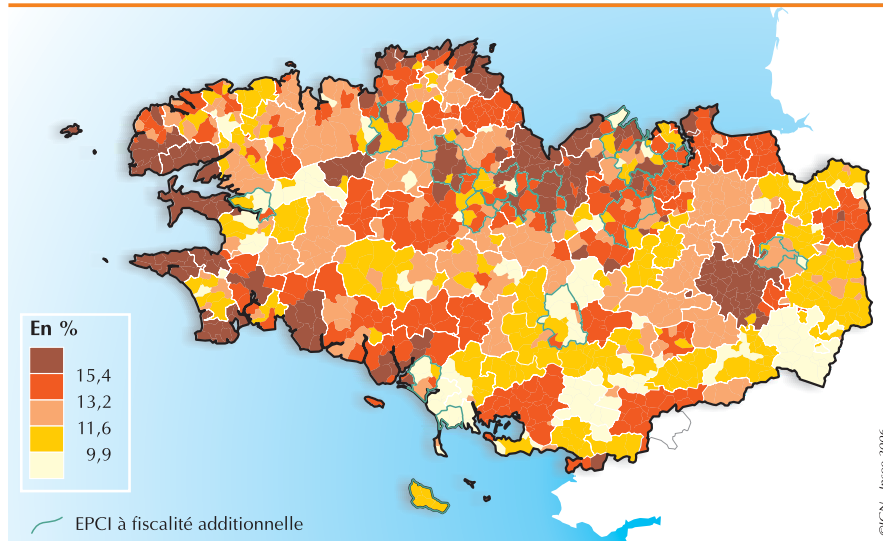 En %
15,4
13,2
11,6
9,9
EPCI à fiscalité additionnelle
©IGN - Insee 2006